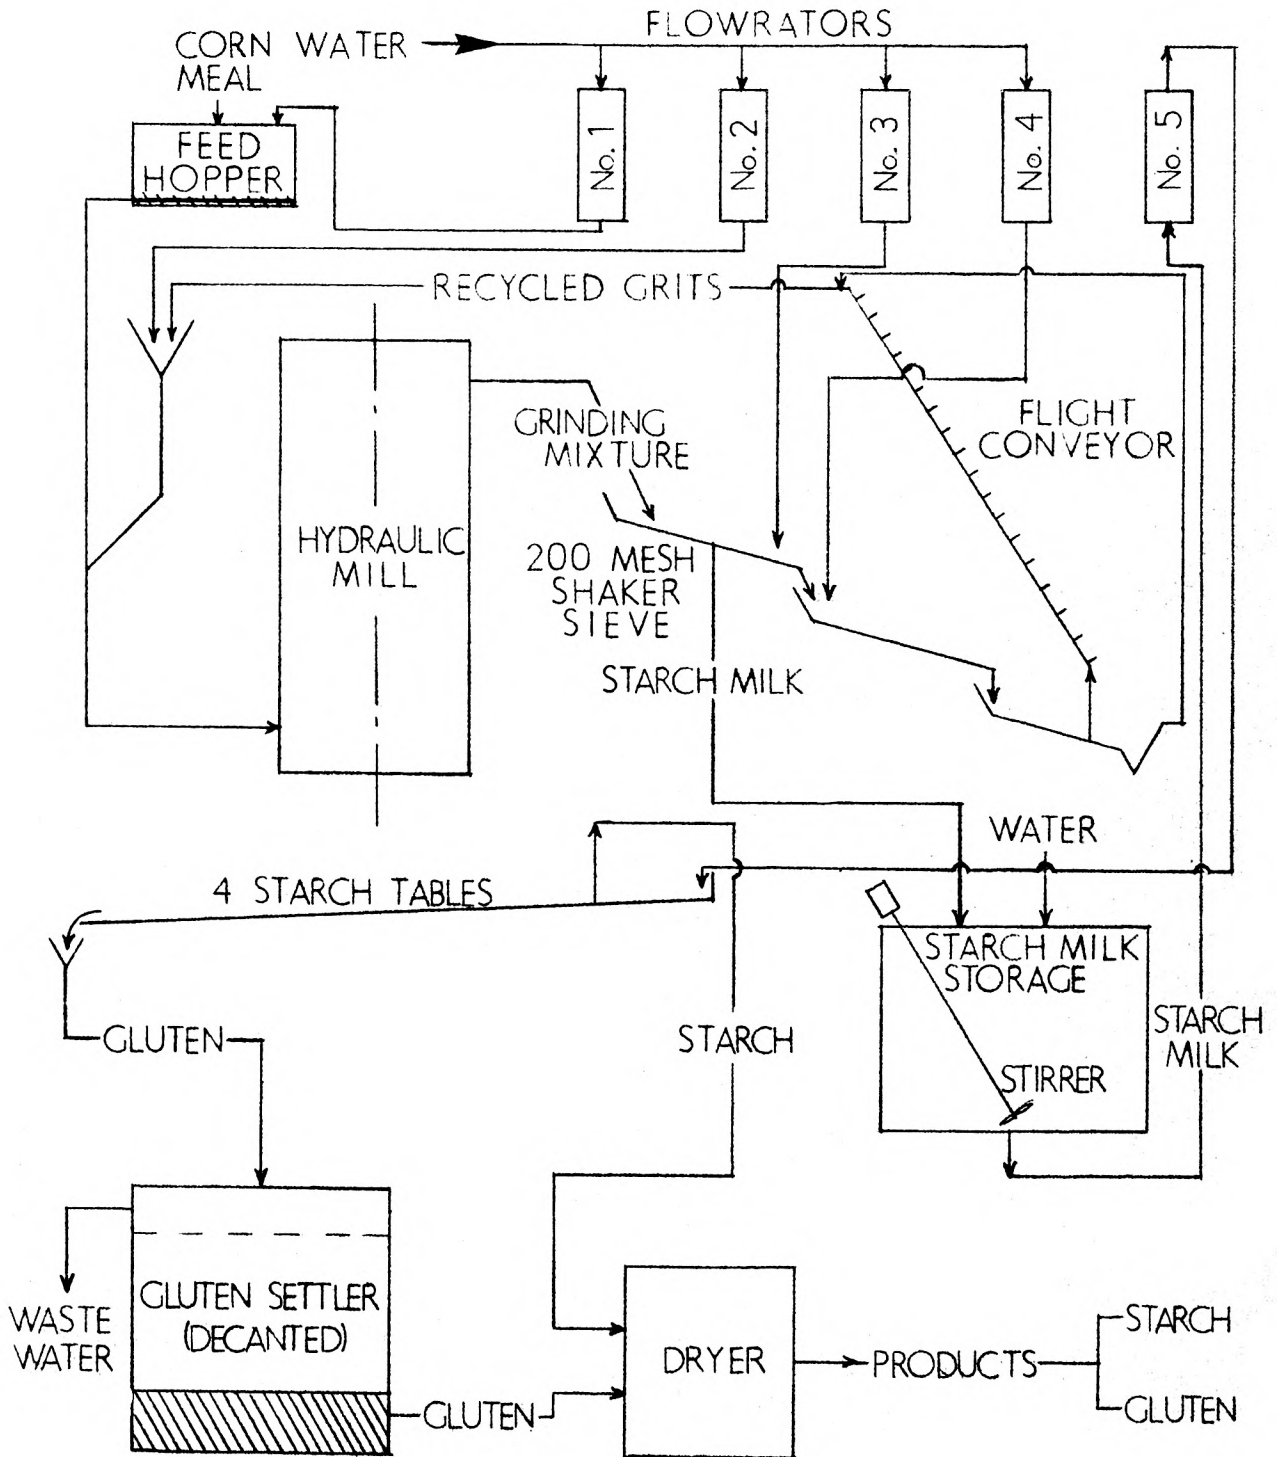 FLOWRATORS
CORN WATER
MEAL
FEED
HOPPER
No. 1
No. 2
No. 3
No. 4
No. 5
RECYCLED GRITS
FLIGHT
CONVEYOR
GRINDING
MIXTURE
HYDRAULIC
MILL
200 MESH
SHAKER
SIEVE
STARCH MILK
WATER
4 STARCH TABLES
STARCH MILK
STORAGE
STIRRER
STARCH
MILK
GLUTEN
STARCH
GLUTEN SETTLER
(DECANTED)
WASTE
WATER
GLUTEN
DRYER
PRODUCTS
STARCH
GLUTEN